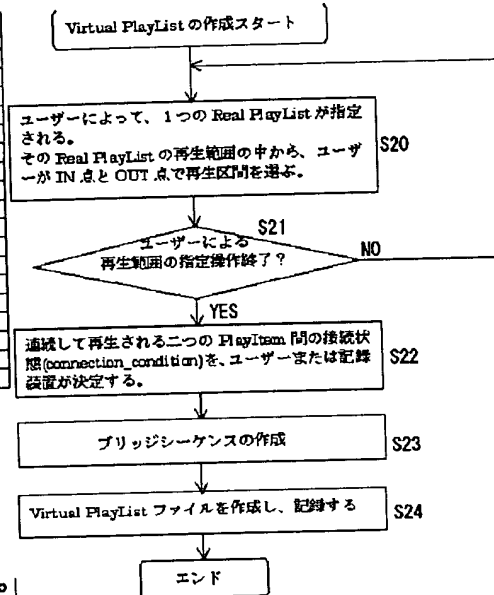 Virtual PlayList の作成スタート
ユーザーによって、1つの Real PlayList が指定
される。
その Real PlayList の再生範囲の中から、ユーザ
ーが IN 点と OUT 点で再生区間を選ぶ。
S20
S21
ユーザーによる
再生範囲の指定操作終了？
NO
YES
連続して再生される二つの PlayItem 間の接続状
態(connection_condition)を、ユーザーまたは記録
装置が決定する。
S22
ブリッジシーケンスの作成
S23
Virtual PlayList ファイルを作成し、記録する
S24
エンド